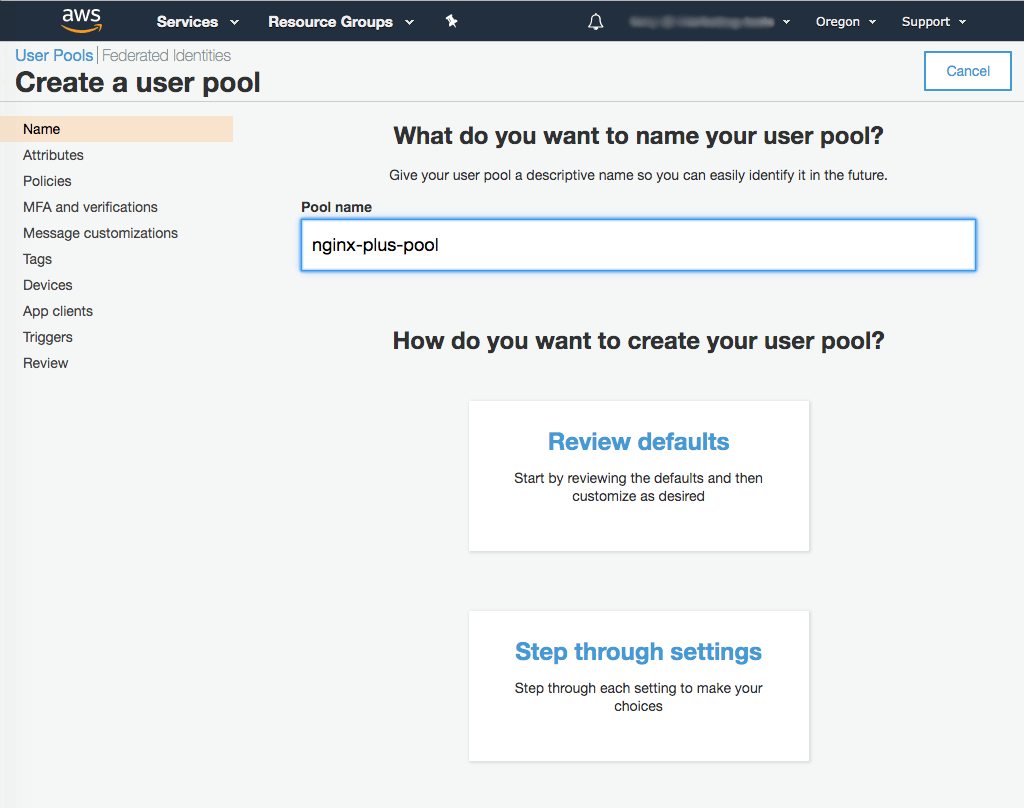 aws Services Resource Groups Oregon Support
User Pools Federated Identities
Create a user pool
Cancel
Name
Attributes
Policies
MFA and verifications
Message customizations
Tags
Devices
App clients
Triggers
Review
What do you want to name your user pool?
Give your user pool a descriptive name so you can easily identify it in the future.
Pool name
nginx-plus-pool
How do you want to create your user pool?
Review defaults
Start by reviewing the defaults and then
customize as desired
Step through settings
Step through each setting to make your
choices